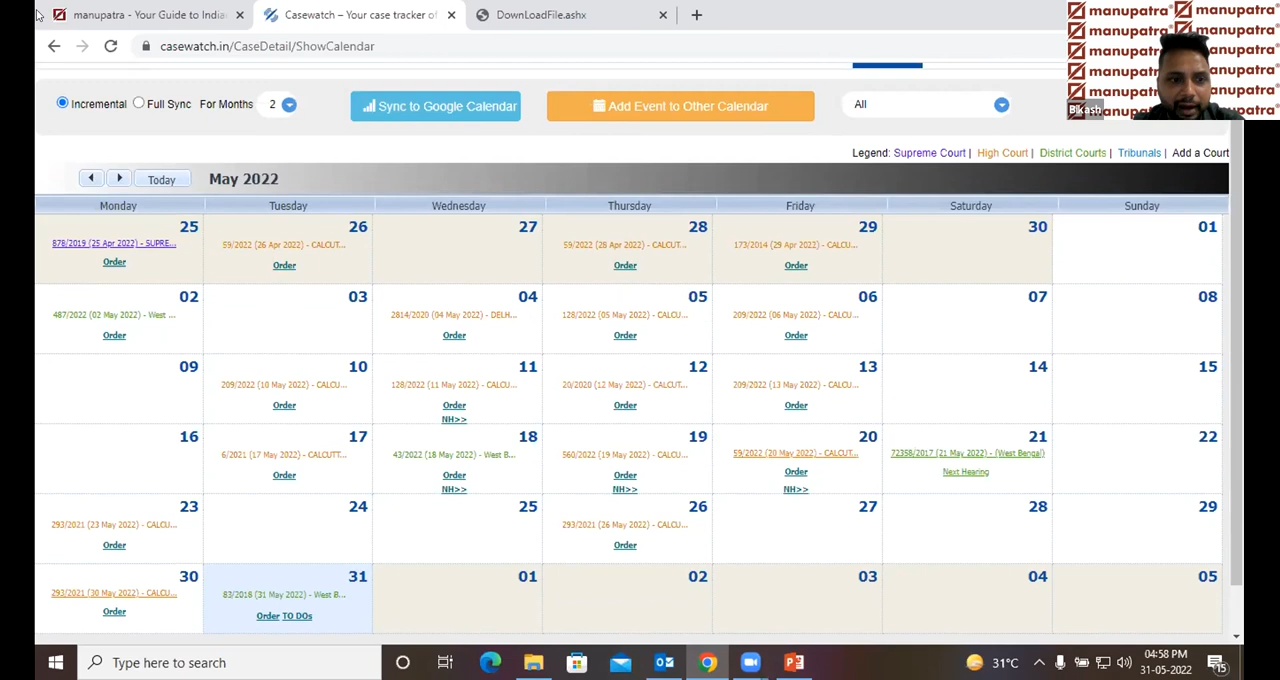 manupatra - Your Guide to India
Casewatch – Your case tracker of
DownLoadFile.ashx
casewatch.in/CaseDetail/ShowCalendar
manupatra® manupatra®
manupatra®
manupatra®
manupatra®
manupatra
Bikash
Incremental Full Sync For Months 2 Sync to Google Calendar Add Event to Other Calendar All
Legend: Supreme Court | High Court | District Courts | Tribunals | Add a Court
Today May 2022
Monday Tuesday Wednesday Thursday Friday Saturday Sunday
25 26 27 28 29 30 01
878/2019 (25 Apr 2022) - SUPRE... 59/2022 (26 Apr 2022) - CALCUT... 59/2022 (28 Apr 2022) - CALCUT... 173/2014 (29 Apr 2022) - CALCU...
Order Order Order Order
02 03 04 05 06 07 08
487/2022 (02 May 2022) - West ... 2814/2020 (04 May 2022) - DELH... 128/2022 (05 May 2022) - CALCU... 209/2022 (06 May 2022) - CALCU...
Order Order Order Order
09 10 11 12 13 14 15
209/2022 (10 May 2022) - CALCU... 128/2022 (11 May 2022) - CALCU... 20/2020 (12 May 2022) - CALCUT... 209/2022 (13 May 2022) - CALCU...
Order Order Order Order
NH>>
16 17 18 19 20 21 22
6/2021 (17 May 2022) - CALCUTT... 43/2022 (18 May 2022) - West B... 560/2022 (19 May 2022) - CALCU... 59/2022 (20 May 2022) - CALCUT... 72358/2017 (21 May 2022) - (West Bengal)
Order Order Order Order Next Hearing
NH>> NH>> NH>>
23 24 25 26 27 28 29
293/2021 (23 May 2022) - CALCU... 293/2021 (26 May 2022) - CALCU...
Order Order
30 31 01 02 03 04 05
293/2021 (30 May 2022) - CALCU... 83/2018 (31 May 2022) - West B...
Order Order TO DOs
Type here to search
31°C
04:58 PM
31-05-2022
15